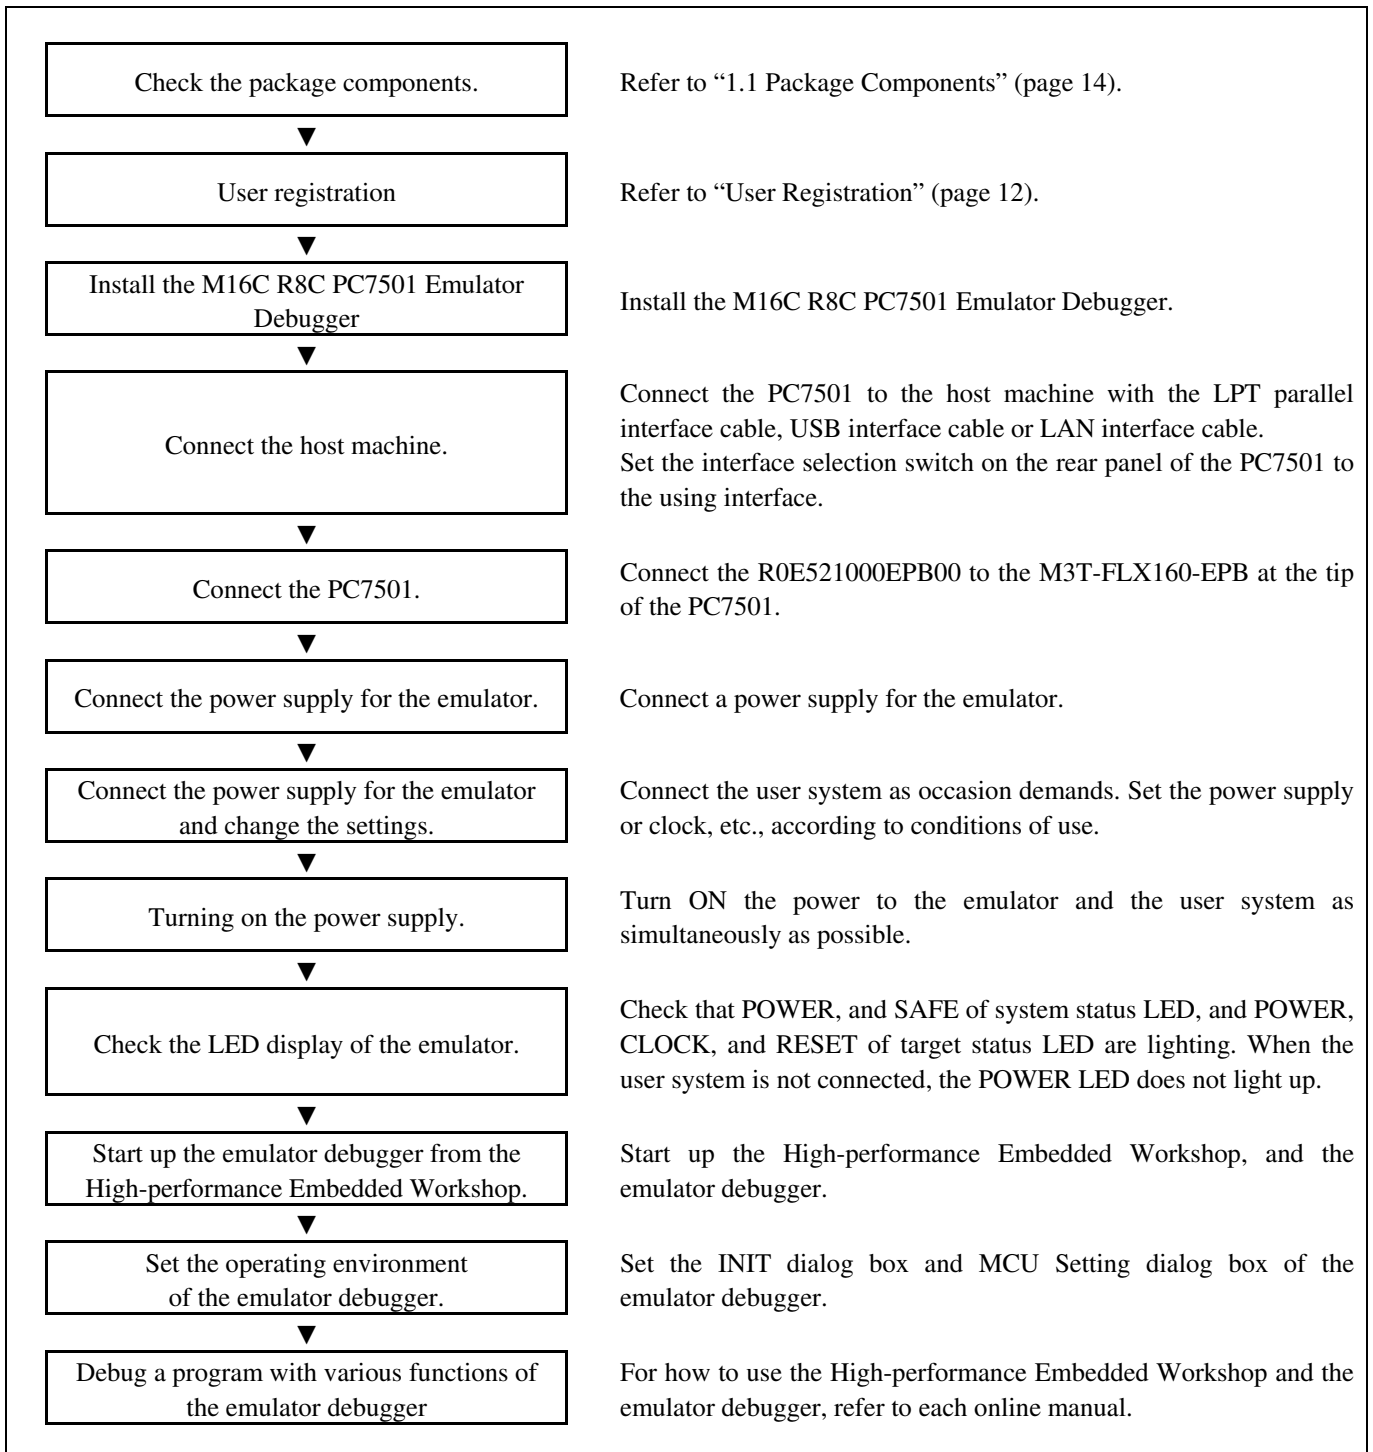 Check the package components.
Refer to “1.1 Package Components” (page 14).
▼
User registration
Refer to “User Registration” (page 12).
▼
Install the M16C R8C PC7501 Emulator
Debugger
Install the M16C R8C PC7501 Emulator Debugger.
▼
Connect the host machine.
Connect the PC7501 to the host machine with the LPT parallel
interface cable, USB interface cable or LAN interface cable.
Set the interface selection switch on the rear panel of the PC7501 to
the using interface.
▼
Connect the PC7501.
Connect the R0E521000EPB00 to the M3T-FLX160-EPB at the tip
of the PC7501.
▼
Connect the power supply for the emulator.
Connect a power supply for the emulator.
▼
Connect the power supply for the emulator
and change the settings.
Connect the user system as occasion demands. Set the power supply
or clock, etc., according to conditions of use.
▼
Turning on the power supply.
Turn ON the power to the emulator and the user system as
simultaneously as possible.
▼
Check the LED display of the emulator.
Check that POWER, and SAFE of system status LED, and POWER,
CLOCK, and RESET of target status LED are lighting. When the
user system is not connected, the POWER LED does not light up.
▼
Start up the emulator debugger from the
High-performance Embedded Workshop.
Start up the High-performance Embedded Workshop, and the
emulator debugger.
▼
Set the operating environment
of the emulator debugger.
Set the INIT dialog box and MCU Setting dialog box of the
emulator debugger.
▼
Debug a program with various functions of
the emulator debugger
For how to use the High-performance Embedded Workshop and the
emulator debugger, refer to each online manual.